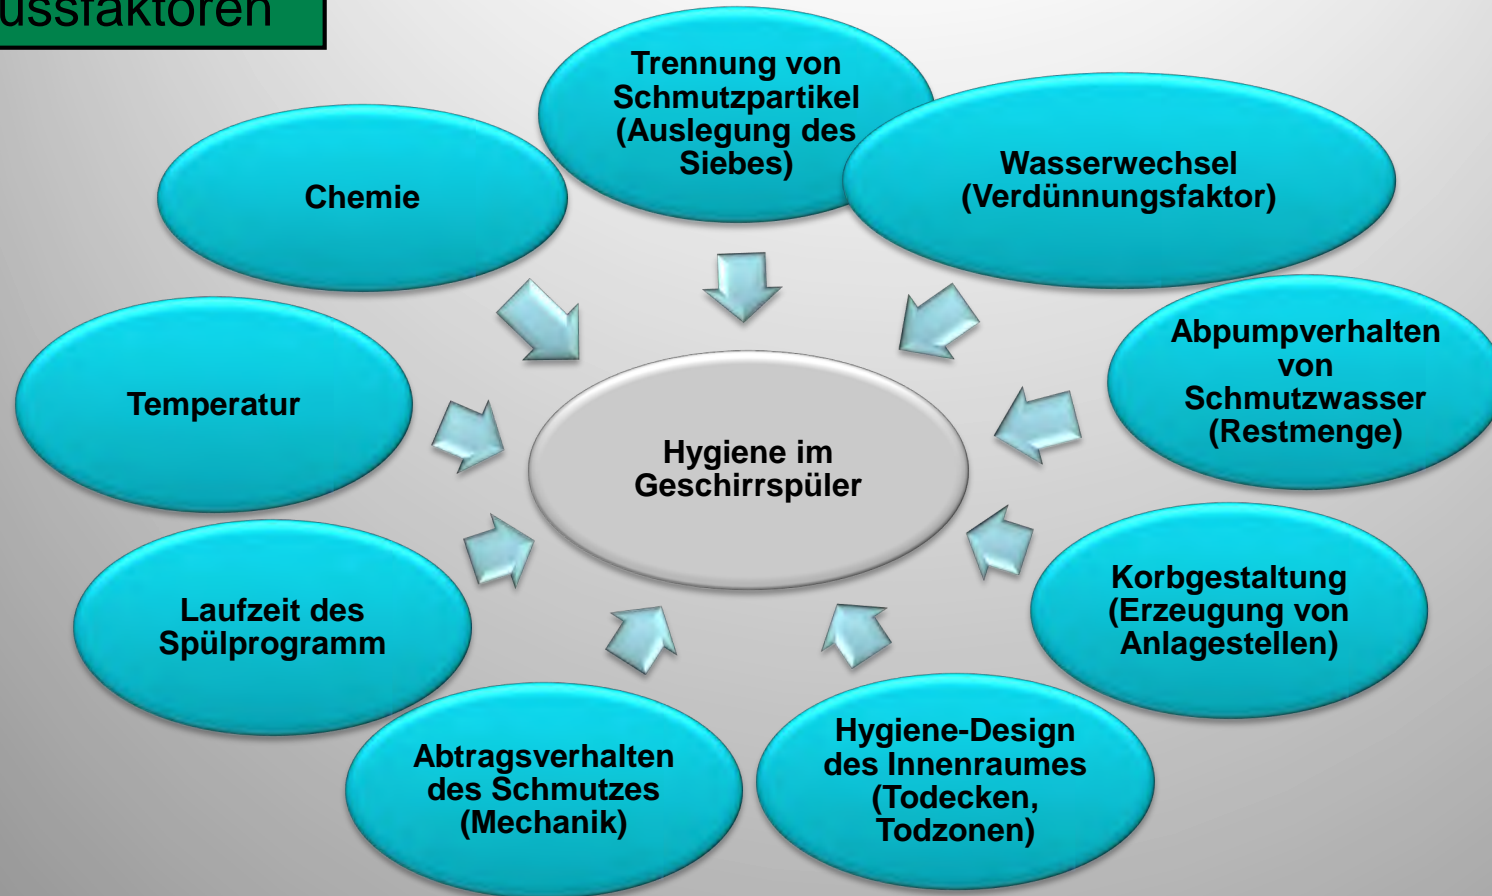 ussfaktoren
Trennung von
Schmutzpartikel
(Auslegung des
Siebes)
Wasserwechsel
(Verdünnungsfaktor)
Chemie
Abpumpverhalten
von
Schmutzwasser
(Restmenge)
Temperatur
Hygiene im
Geschirrspüler
Korbgestaltung
(Erzeugung von
Anlagestellen)
Laufzeit des
Spülprogramm
Hygiene-Design
des Innenraumes
(Todecken,
Todzonen)
Abtragsverhalten
des Schmutzes
(Mechanik)